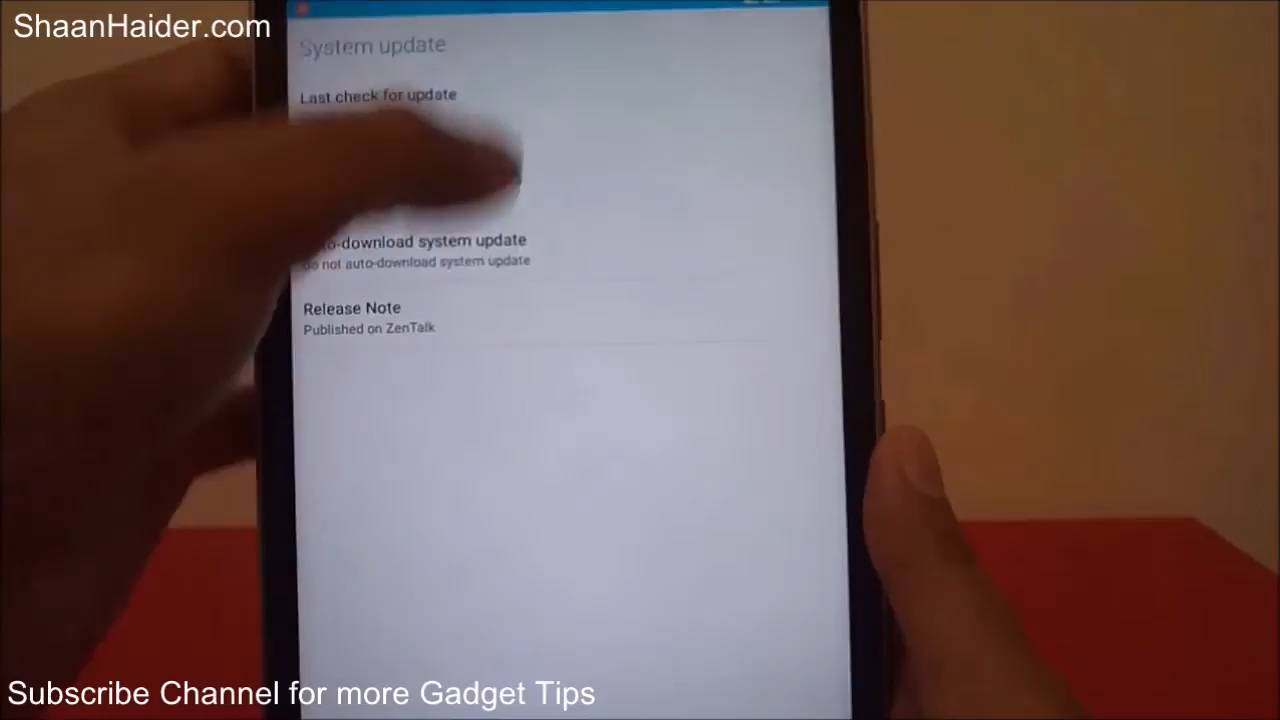 ShaanHaider.com
System update
Last check for update
-download system update
not auto-download system update
Release Note
Published on ZenTalk
Subscribe Channel for more Gadget Tips